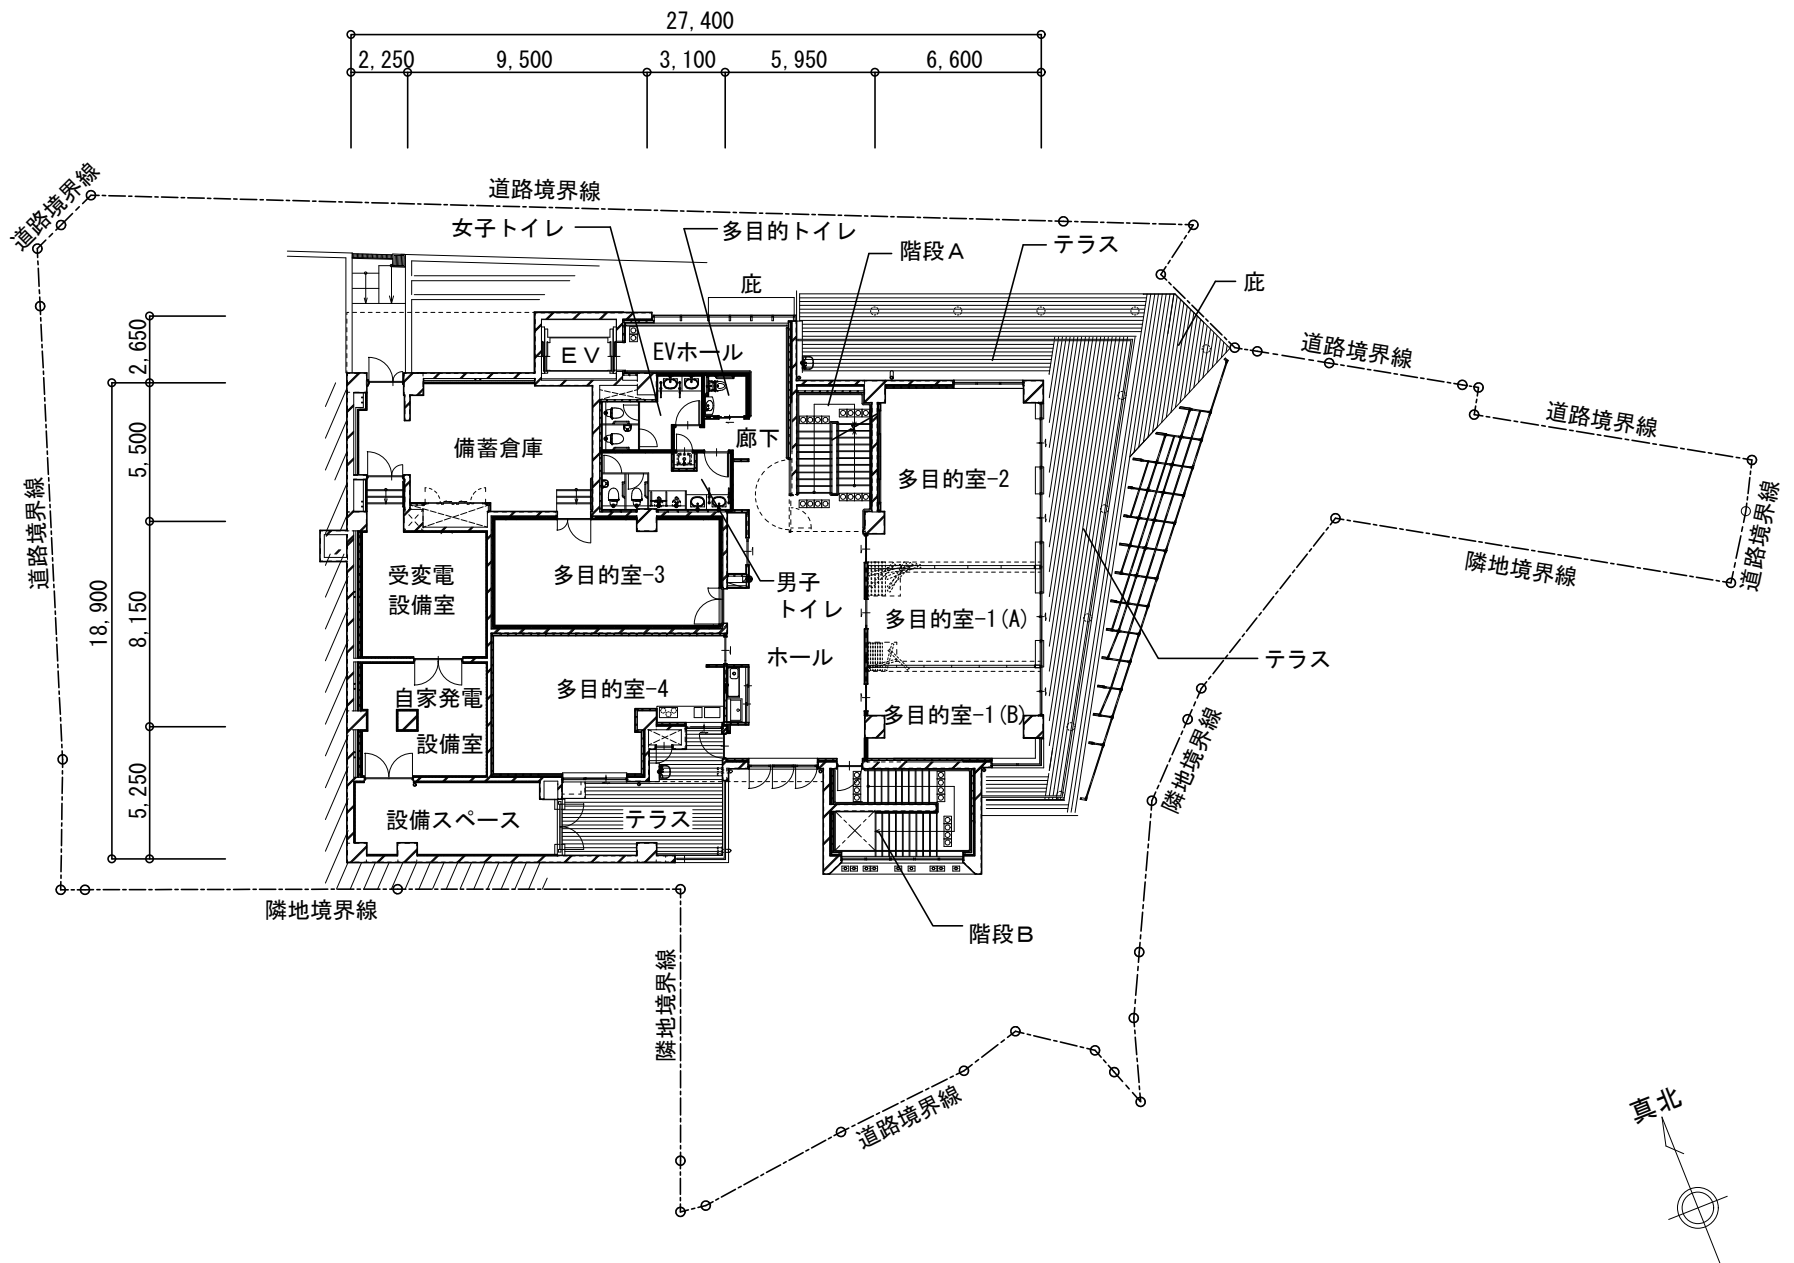 27,400
2,250
9,500
3,100
5,950
6,600
道路境界線
道路境界線
女子トイレ
多目的トイレ
階段A
テラス
庇
庇
2,650
EV
EVホール
道路境界線
道路境界線
5,500
備蓄倉庫
廊下
多目的室-2
道路境界線
道路境界線
隣地境界線
18,900
8,150
受変電
設備室
多目的室-3
男子
トイレ
多目的室-1(A)
ホール
テラス
自家発電
設備室
多目的室-4
多目的室-1(B)
隣地境界線
隣地境界線
5,250
設備スペース
テラス
隣地境界線
階段B
隣地境界線
道路境界線
真北